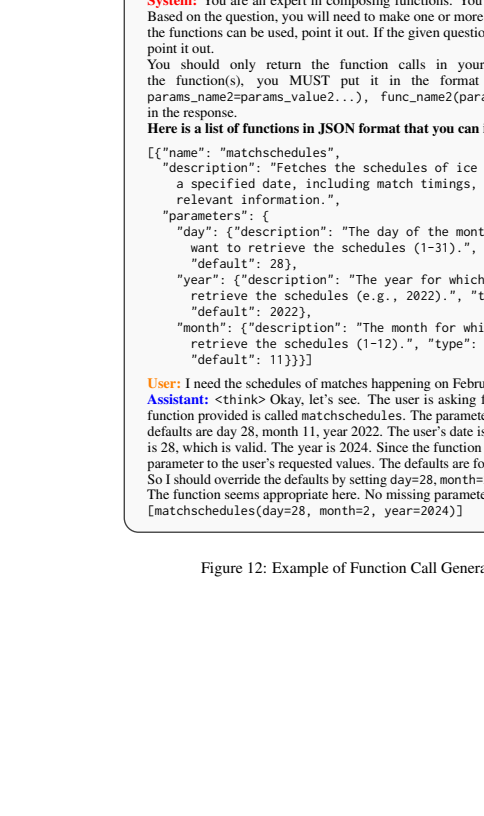 System: You are an expert in composing functions. You
Based on the question, you will need to make one or more
the functions can be used, point it out. If the given questio
point it out.
You should only return the function calls in your
the function(s), you MUST put it in the format
params_name2=params_value2...), func_name2(para
in the response.
Here is a list of functions in JSON format that you can i
[{"name": "matchschedules",
"description": "Fetches the schedules of ice
a specified date, including match timings,
relevant information.",
"parameters": {
"day": {"description": "The day of the mont
want to retrieve the schedules (1-31).",
"default": 28},
"year": {"description": "The year for which
retrieve the schedules (e.g., 2022).", "t
"default": 2022},
"month": {"description": "The month for whi
retrieve the schedules (1-12).", "type":
"default": 11}}}]
User: I need the schedules of matches happening on Febru
Assistant: <think> Okay, let's see. The user is asking f
function provided is called matchschedules. The paramete
defaults are day 28, month 11, year 2022. The user's date is
is 28, which is valid. The year is 2024. Since the function
parameter to the user's requested values. The defaults are fo
So I should override the defaults by setting day=28, month=
The function seems appropriate here. No missing paramete
[matchschedules(day=28, month=2, year=2024)]
Figure 12: Example of Function Call Genera